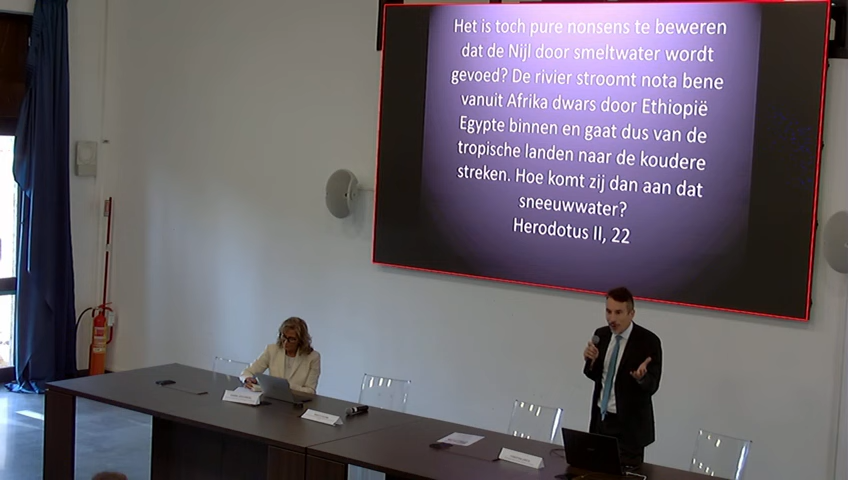 Het is toch pure nonsens te beweren
dat de Nijl door smeltwater wordt
gevoed? De rivier stroomt nota bene
vanuit Afrika dwars door Ethiopië
Egypte binnen en gaat dus van de
tropische landen naar de koudere
streken. Hoe komt zij dan aan dat
sneeuwwater?
Herodotus II, 22